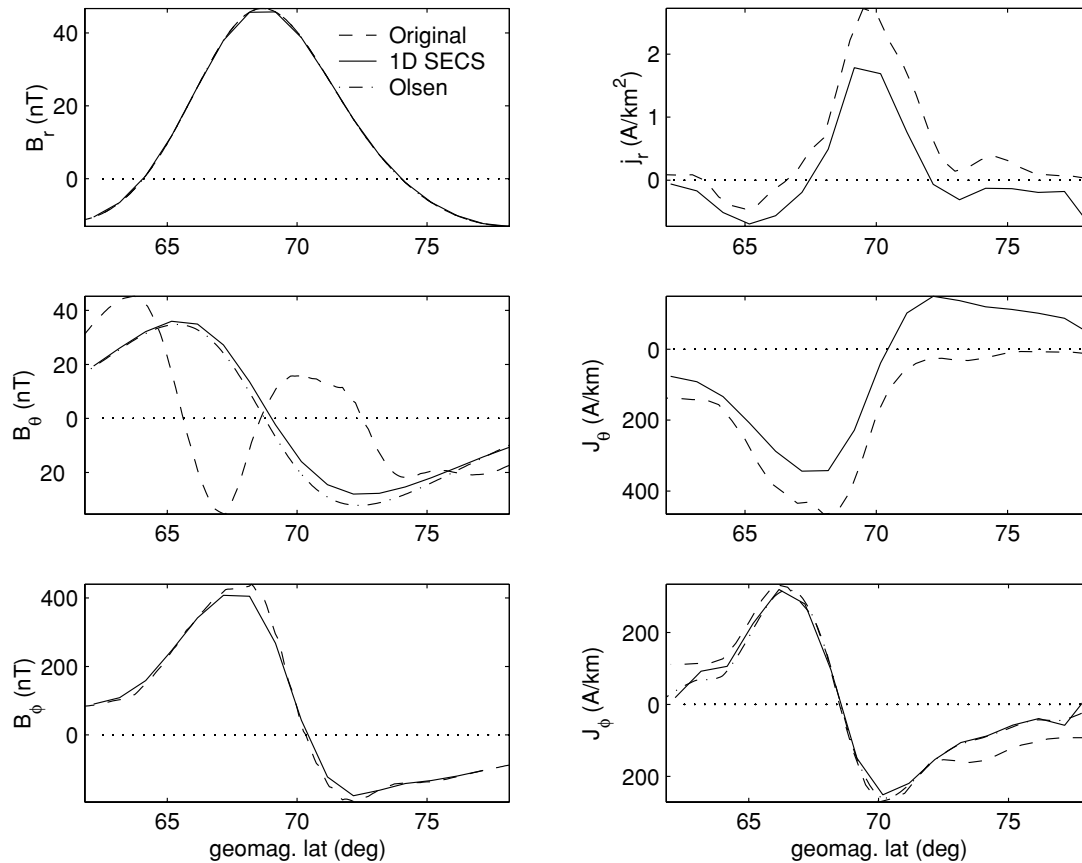 B_r (nT)
40
20
0
65 70 75
Original
1D SECS
Olsen
j_r (A/km²)
2
1
0
65 70 75
B_θ (nT)
40
20
0
20
65 70 75
J_θ (A/km)
0
200
400
65 70 75
B_ϕ (nT)
400
200
0
65 70 75
geomag. lat (deg)
J_ϕ (A/km)
200
0
200
65 70 75
geomag. lat (deg)